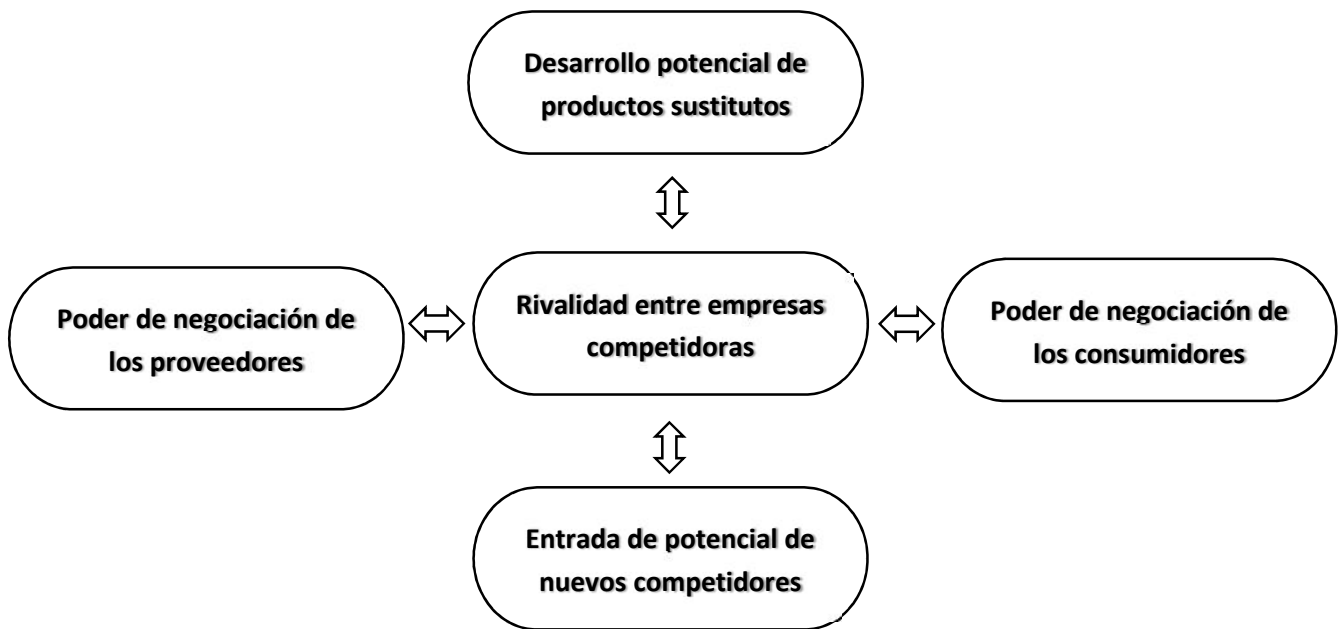 Desarrollo potencial de
productos sustitutos
Poder de negociación de
los proveedores
Rivalidad entre empresas
competidoras
Poder de negociación de
los consumidores
Entrada de potencial de
nuevos competidores